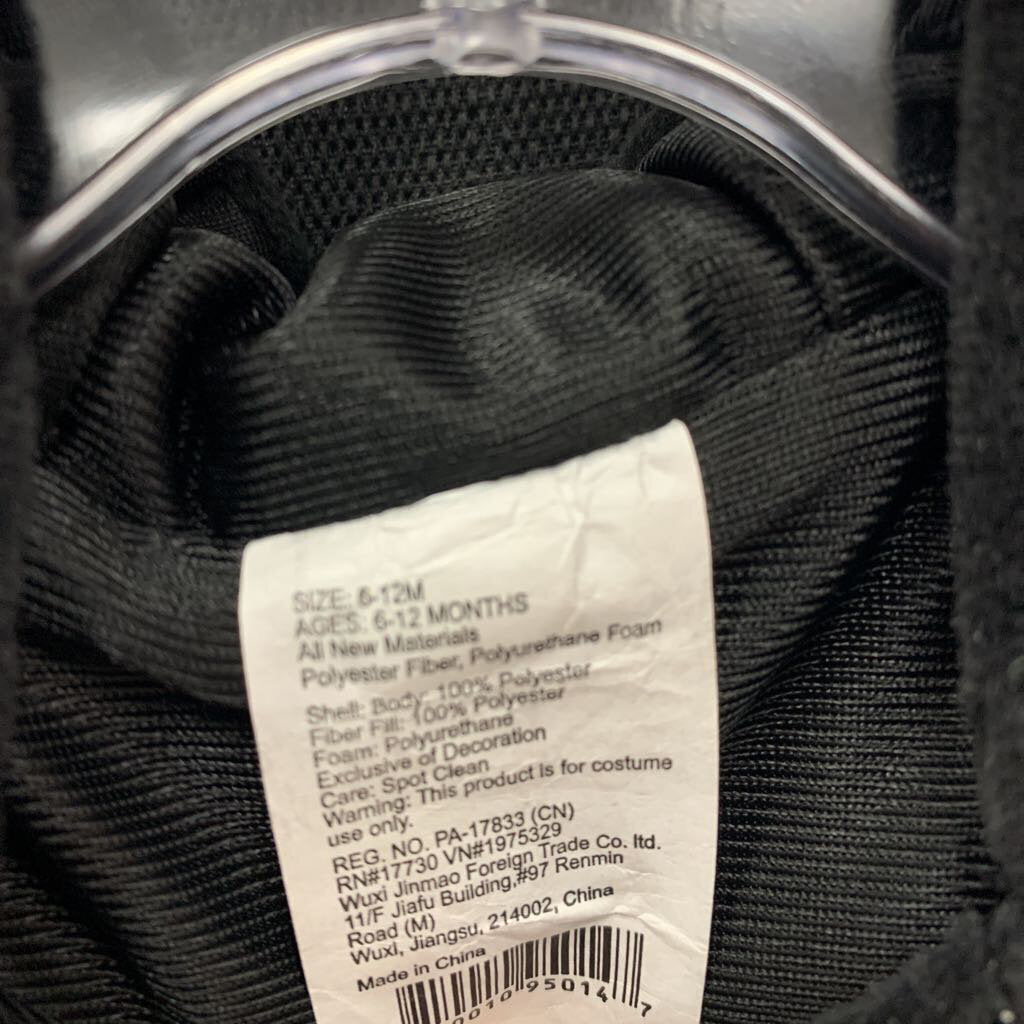 SIZE: 6-12M
AGES: 6-12 MONTHS
All New Materials
Polyester Fiber, Polyurethane Foam
Shell: Body: 100% Polyester
Fiber Fill: 100% Polyester
Foam: Polyurethane
Exclusive of Decoration
Care: Spot Clean
Warning: This product is for costume
use only.
REG. NO. PA-17833 (CN)
RN#17730 VN#1975329
Wuxi Jinmao Foreign Trade Co. ltd.
11/F Jiafu Building,#97 Renmin
Road (M)
Wuxi, Jiangsu, 214002, China
Made in China
0010 95014 7